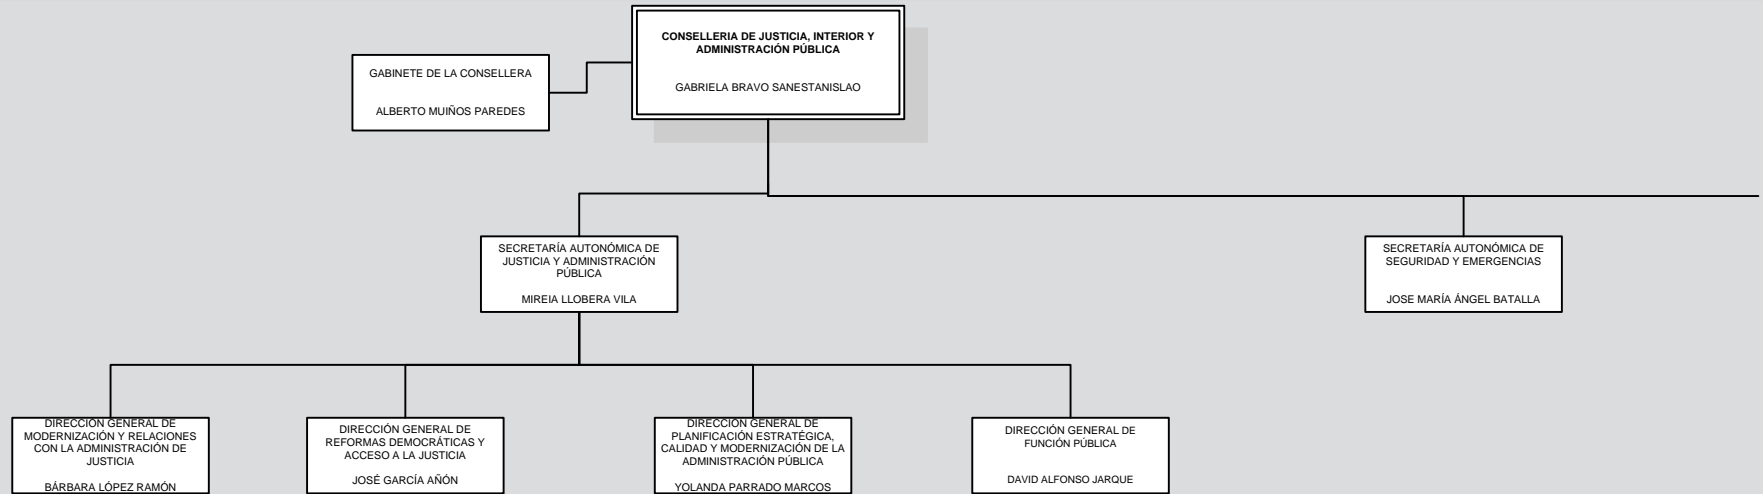 CONSELLERIA DE JUSTICIA, INTERIOR Y
ADMINISTRACIÓN PÚBLICA
GABRIELA BRAVO SANESTANISLAO
GABINETE DE LA CONSELLERA
ALBERTO MUIÑOS PAREDES
SECRETARÍA AUTONÓMICA DE
JUSTICIA Y ADMINISTRACIÓN
PÚBLICA
MIREIA LLOBERA VILA
SECRETARÍA AUTONÓMICA DE
SEGURIDAD Y EMERGENCIAS
JOSE MARÍA ÁNGEL BATALLA
DIRECCIÓN GENERAL DE
MODERNIZACIÓN Y RELACIONES
CON LA ADMINISTRACIÓN DE
JUSTICIA
BÁRBARA LÓPEZ RAMÓN
DIRECCIÓN GENERAL DE
REFORMAS DEMOCRÁTICAS Y
ACCESO A LA JUSTICIA
JOSÉ GARCÍA AÑÓN
DIRECCIÓN GENERAL DE
PLANIFICACIÓN ESTRATÉGICA,
CALIDAD Y MODERNIZACIÓN DE LA
ADMINISTRACIÓN PÚBLICA
YOLANDA PARRADO MARCOS
DIRECCIÓN GENERAL DE
FUNCIÓN PÚBLICA
DAVID ALFONSO JARQUE